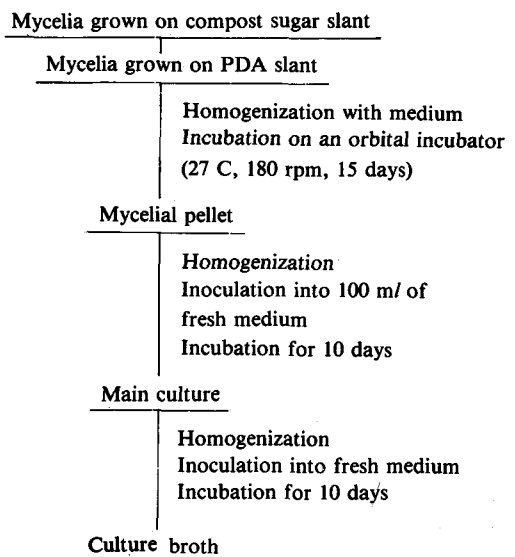 Mycelia grown on compost sugar slant
Mycelia grown on PDA slant
Homogenization with medium
Incubation on an orbital incubator
(27 C, 180 rpm, 15 days)
Mycelial pellet
Homogenization
Inoculation into 100 ml of
fresh medium
Incubation for 10 days
Main culture
Homogenization
Inoculation into fresh medium
Incubation for 10 days
Culture broth